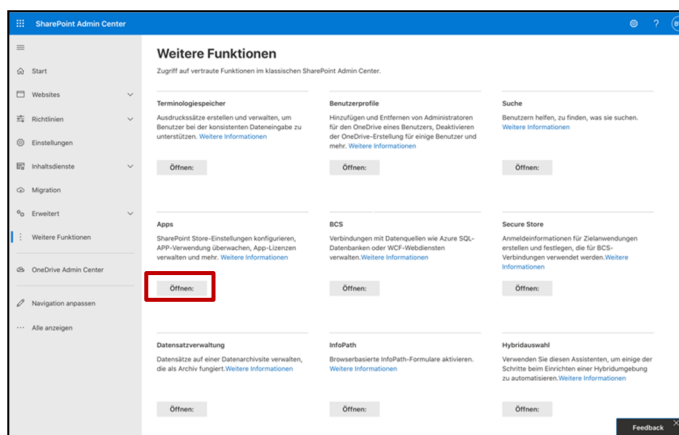 SharePoint Admin Center
?
Start
Websites
Richtlinien
Einstellungen
Inhaltsdienste
Migration
Erweitert
Weitere Funktionen
OneDrive Admin Center
Navigation anpassen
Alle anzeigen
Weitere Funktionen
Zugriff auf vertraute Funktionen im klassischen SharePoint Admin Center.
Terminologiespeicher
Ausdruckssätze erstellen und verwalten, um
Benutzer bei der konsistenten Dateneingabe zu
unterstützen. Weitere Informationen
Öffnen:
Benutzerprofile
Hinzufügen und Entfernen von Administratoren
für den OneDrive eines Benutzers, Deaktivieren
der OneDrive-Erstellung für einige Benutzer und
mehr. Weitere Informationen
Öffnen:
Suche
Benutzern helfen, zu finden, was sie suchen.
Weitere Informationen
Öffnen:
Apps
SharePoint Store-Einstellungen konfigurieren,
APP-Verwendung überwachen, App-Lizenzen
verwalten und mehr. Weitere Informationen
Öffnen:
BCS
Verbindungen mit Datenquellen wie Azure SQL-
Datenbanken oder WCF-Webdiensten
verwalten.Weitere Informationen
Öffnen:
Secure Store
Anmeldeinformationen für Zielanwendungen
erstellen und festlegen, die für BCS-
Verbindungen verwendet werden.Weitere
Informationen
Öffnen:
Datensatzverwaltung
Datensätze auf einer Datenarchivsite verwalten,
die als Archiv fungiert.Weitere Informationen
Öffnen:
InfoPath
Browserbasierte InfoPath-Formulare aktivieren.
Weitere Informationen
Öffnen:
Hybridauswahl
Verwenden Sie diesen Assistenten, um einige der
Schritte beim Einrichten einer Hybridumgebung
zu automatisieren.Weitere Informationen
Öffnen:
Feedback